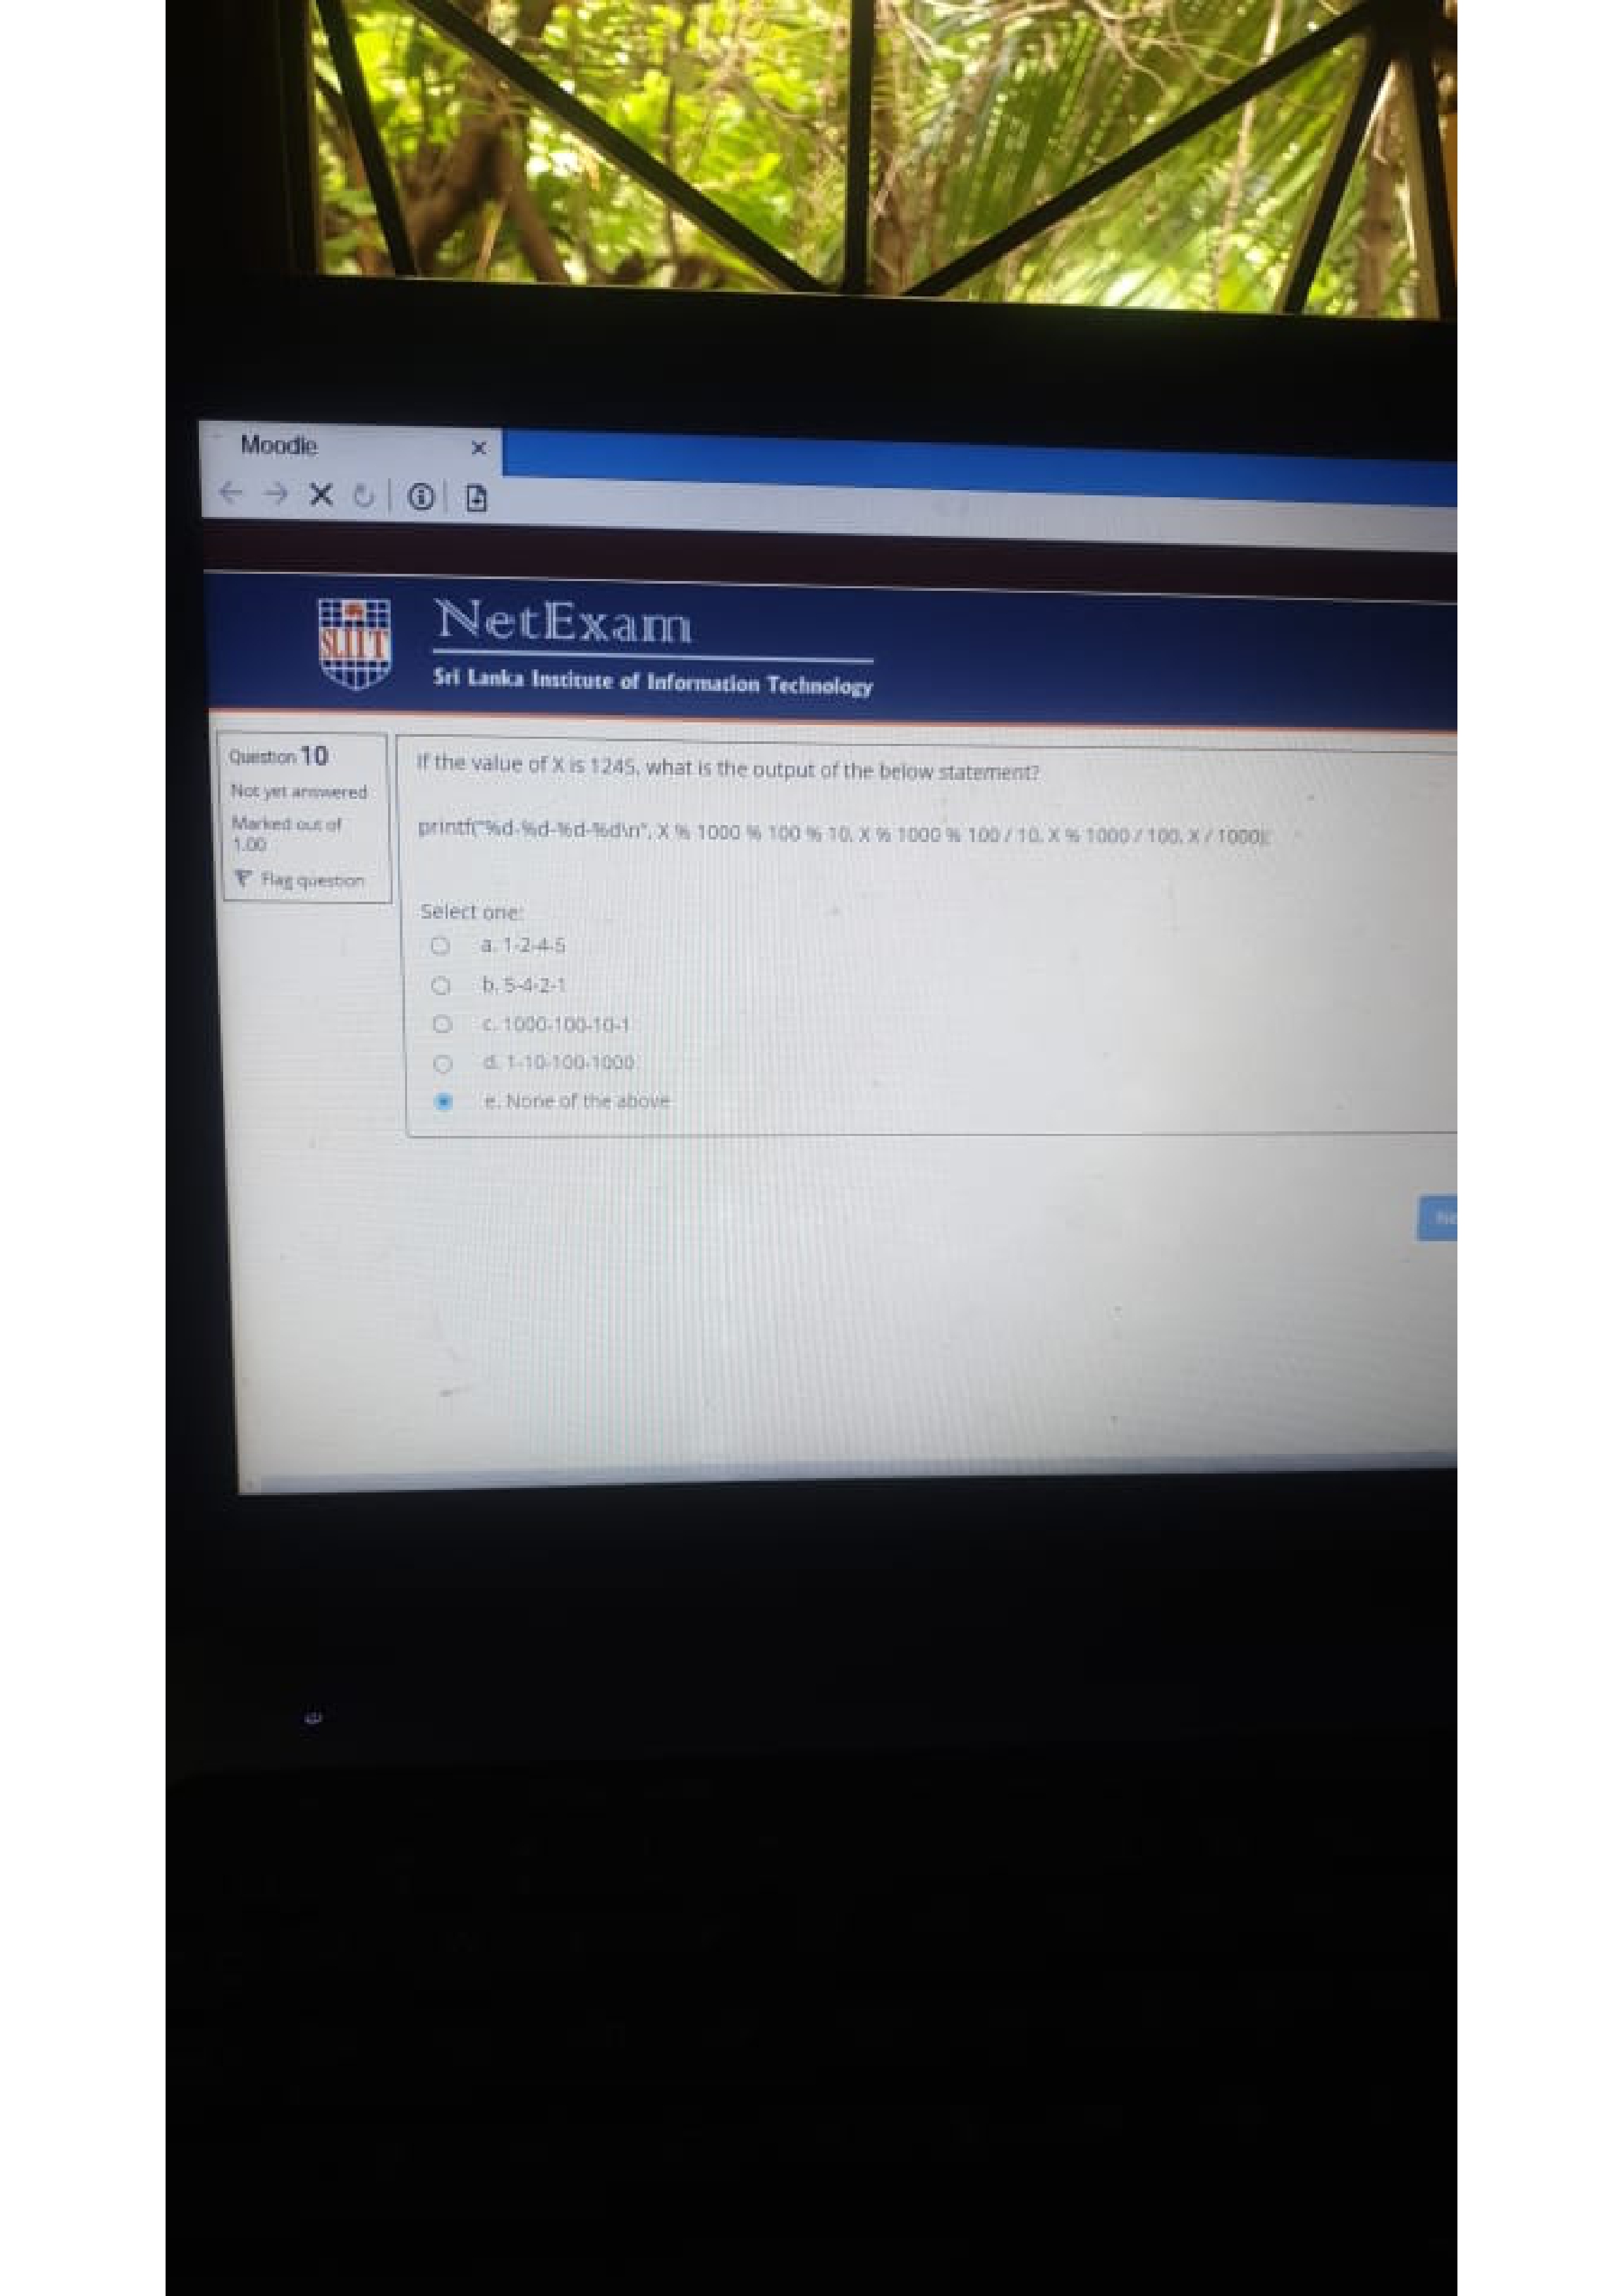 Moodle
SLIIT
NetExam
Sri Lanka Institute of Information Technology
Question 10
Not yet answered
Marked out of
1.00
Flag question
If the value of X is 1245, what is the output of the below statement?
printf("%d-%d-%d-%d\n", X % 1000 % 100 % 10, X % 1000 % 100 / 10, X % 1000 / 100, X / 1000);
Select one:
a. 1-2-4-5
b. 5-4-2-1
c. 1000-100-10-1
d. 1-10-100-1000
e. None of the above